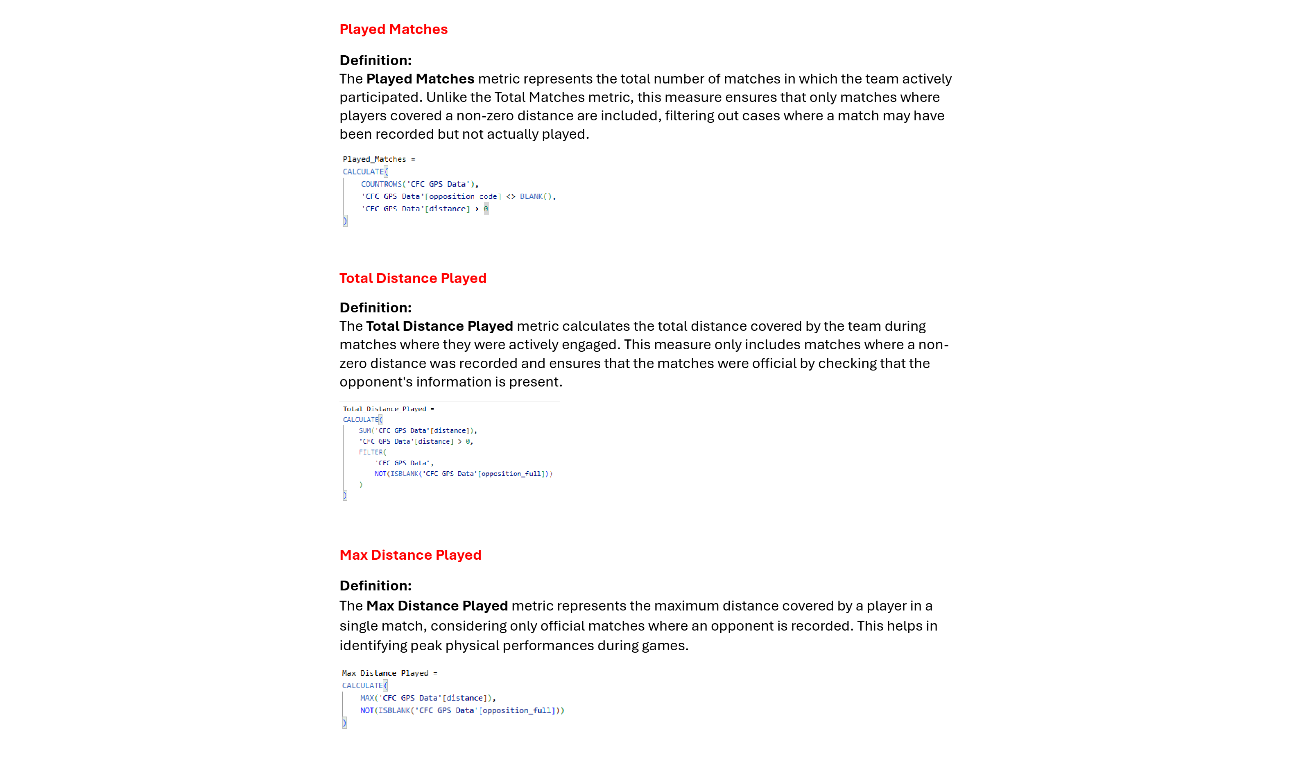 Played Matches
Definition:
The Played Matches metric represents the total number of matches in which the team actively
participated. Unlike the Total Matches metric, this measure ensures that only matches where
players covered a non-zero distance are included, filtering out cases where a match may have
been recorded but not actually played.
Played_Matches =
CALCULATE(
COUNTROWS('CFC GPS Data'),
'CFC GPS Data'[opposition_code] <> BLANK(),
'CFC GPS Data'[distance] > 0
)
Total Distance Played
Definition:
The Total Distance Played metric calculates the total distance covered by the team during
matches where they were actively engaged. This measure only includes matches where a non-
zero distance was recorded and ensures that the matches were official by checking that the
opponent's information is present.
Total Distance Played =
CALCULATE(
SUM('CFC GPS Data'[distance]),
'CFC GPS Data'[distance] > 0,
FILTER(
'CFC GPS Data',
NOT(ISBLANK('CFC GPS Data'[opposition_full]))
)
)
Max Distance Played
Definition:
The Max Distance Played metric represents the maximum distance covered by a player in a
single match, considering only official matches where an opponent is recorded. This helps in
identifying peak physical performances during games.
Max Distance Played =
CALCULATE(
MAX('CFC GPS Data'[distance]),
NOT(ISBLANK('CFC GPS Data'[opposition_full]))
)